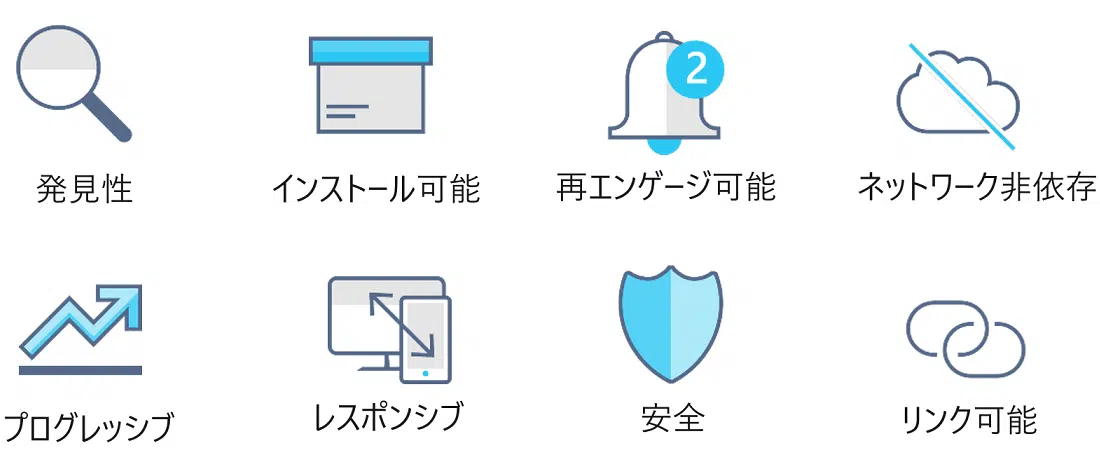 2
発見性
インストール可能
再エンゲージ可能
ネットワーク非依存
プログレッシブ
レスポンシブ
安全
リンク可能